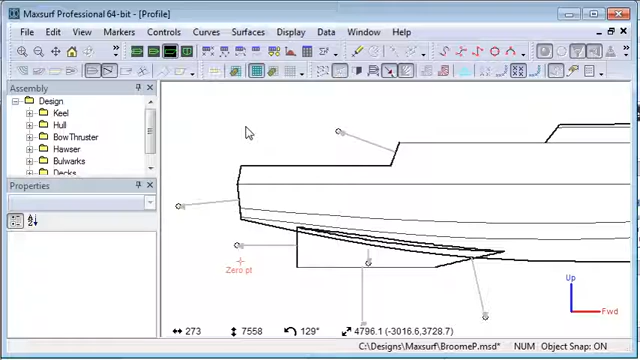 Maxsurf Professional 64-bit - [Profile]
File Edit View Markers Controls Curves Surfaces Display Data Window Help
Assembly
Design
Keel
Hull
BowThruster
Hawser
Bulwarks
Decks
Properties
Zero pt
Up
Fwd
273 7558 129° 4796.1 (-3016.6,3728.7)
C:\Designs\Maxsurf\BroomeP.msd* NUM Object Snap: ON